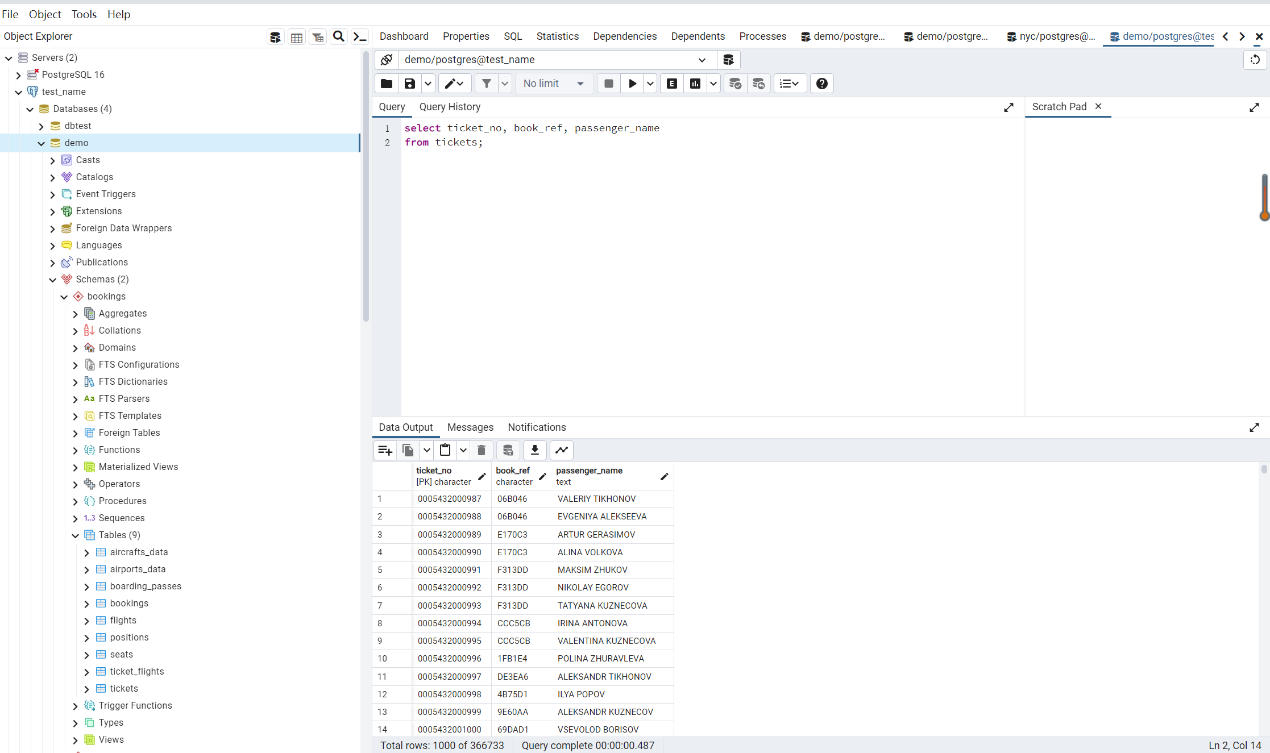 File Object Tools Help
Object Explorer
Servers (2)
PostgreSQL 16
test_name
Databases (4)
dbtest
demo
Casts
Catalogs
Event Triggers
Extensions
Foreign Data Wrappers
Languages
Publications
Schemas (2)
bookings
Aggregates
Collations
Domains
FTS Configurations
FTS Dictionaries
Aa FTS Parsers
FTS Templates
Foreign Tables
Functions
Materialized Views
Operators
Procedures
1..3 Sequences
Tables (9)
aircrafts_data
airports_data
boarding_passes
bookings
flights
positions
seats
ticket_flights
tickets
Trigger Functions
Types
Views
Dashboard Properties SQL Statistics Dependencies Dependents Processes demo/postgre... demo/postgre... nyc/postgres@... demo/postgres@tes
demo/postgres@test_name
No limit E
Query Query History
Scratch Pad
1 select ticket_no, book_ref, passenger_name
2 from tickets;
Data Output Messages Notifications
ticket_no book_ref passenger_name
[PK] character character text
1 0005432000987 06B046 VALERIY TIKHONOV
2 0005432000988 06B046 EVGENIYA ALEKSEEVA
3 0005432000989 E170C3 ARTUR GERASIMOV
4 0005432000990 E170C3 ALINA VOLKOVA
5 0005432000991 F313DD MAKSIM ZHUKOV
6 0005432000992 F313DD NIKOLAY EGOROV
7 0005432000993 F313DD TATYANA KUZNECOVA
8 0005432000994 CCC5CB IRINA ANTONOVA
9 0005432000995 CCC5CB VALENTINA KUZNECOVA
10 0005432000996 1FB1E4 POLINA ZHURAVLEVA
11 0005432000997 DE3EA6 ALEKSANDR TIKHONOV
12 0005432000998 4B75D1 ILYA POPOV
13 0005432000999 9E60AA ALEKSANDR KUZNECOV
14 0005432001000 69DAD1 VSEVOLOD BORISOV
Total rows: 1000 of 366733 Query complete 00:00:00.487 Ln 2, Col 14